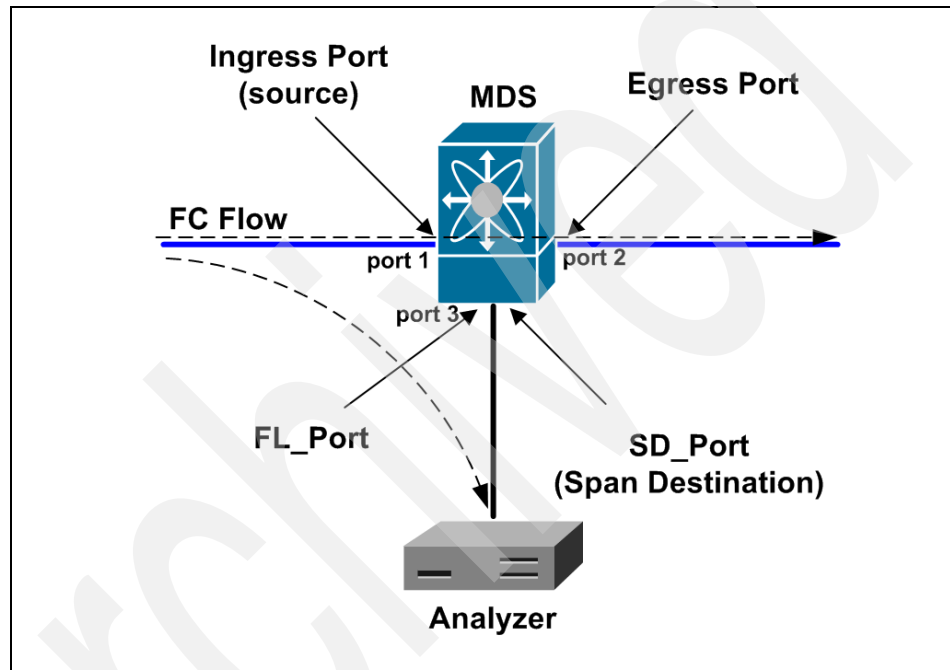 Ingress Port
(source)
MDS
Egress Port
FC Flow
port 1
port 2
port 3
FL_Port
SD_Port
(Span Destination)
Analyzer
rchived